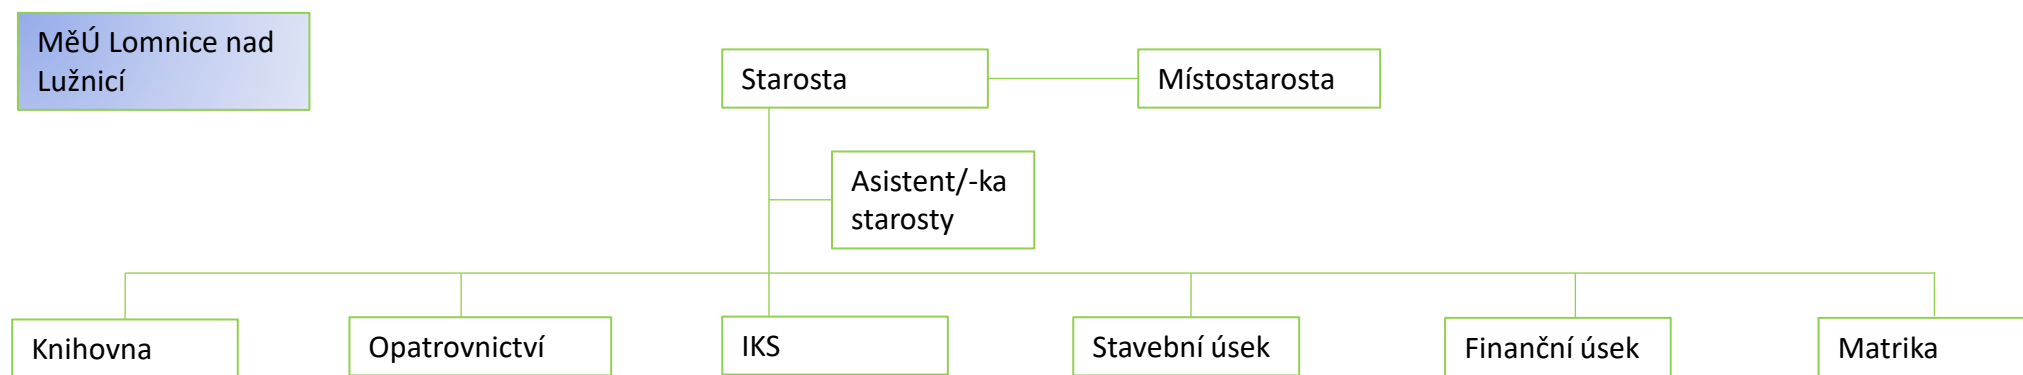 MěÚ Lomnice nad
Lužnicí
Starosta
Místostarosta
Asistent/-ka
starosty
Knihovna
Opatrovnictví
IKS
Stavební úsek
Finanční úsek
Matrika